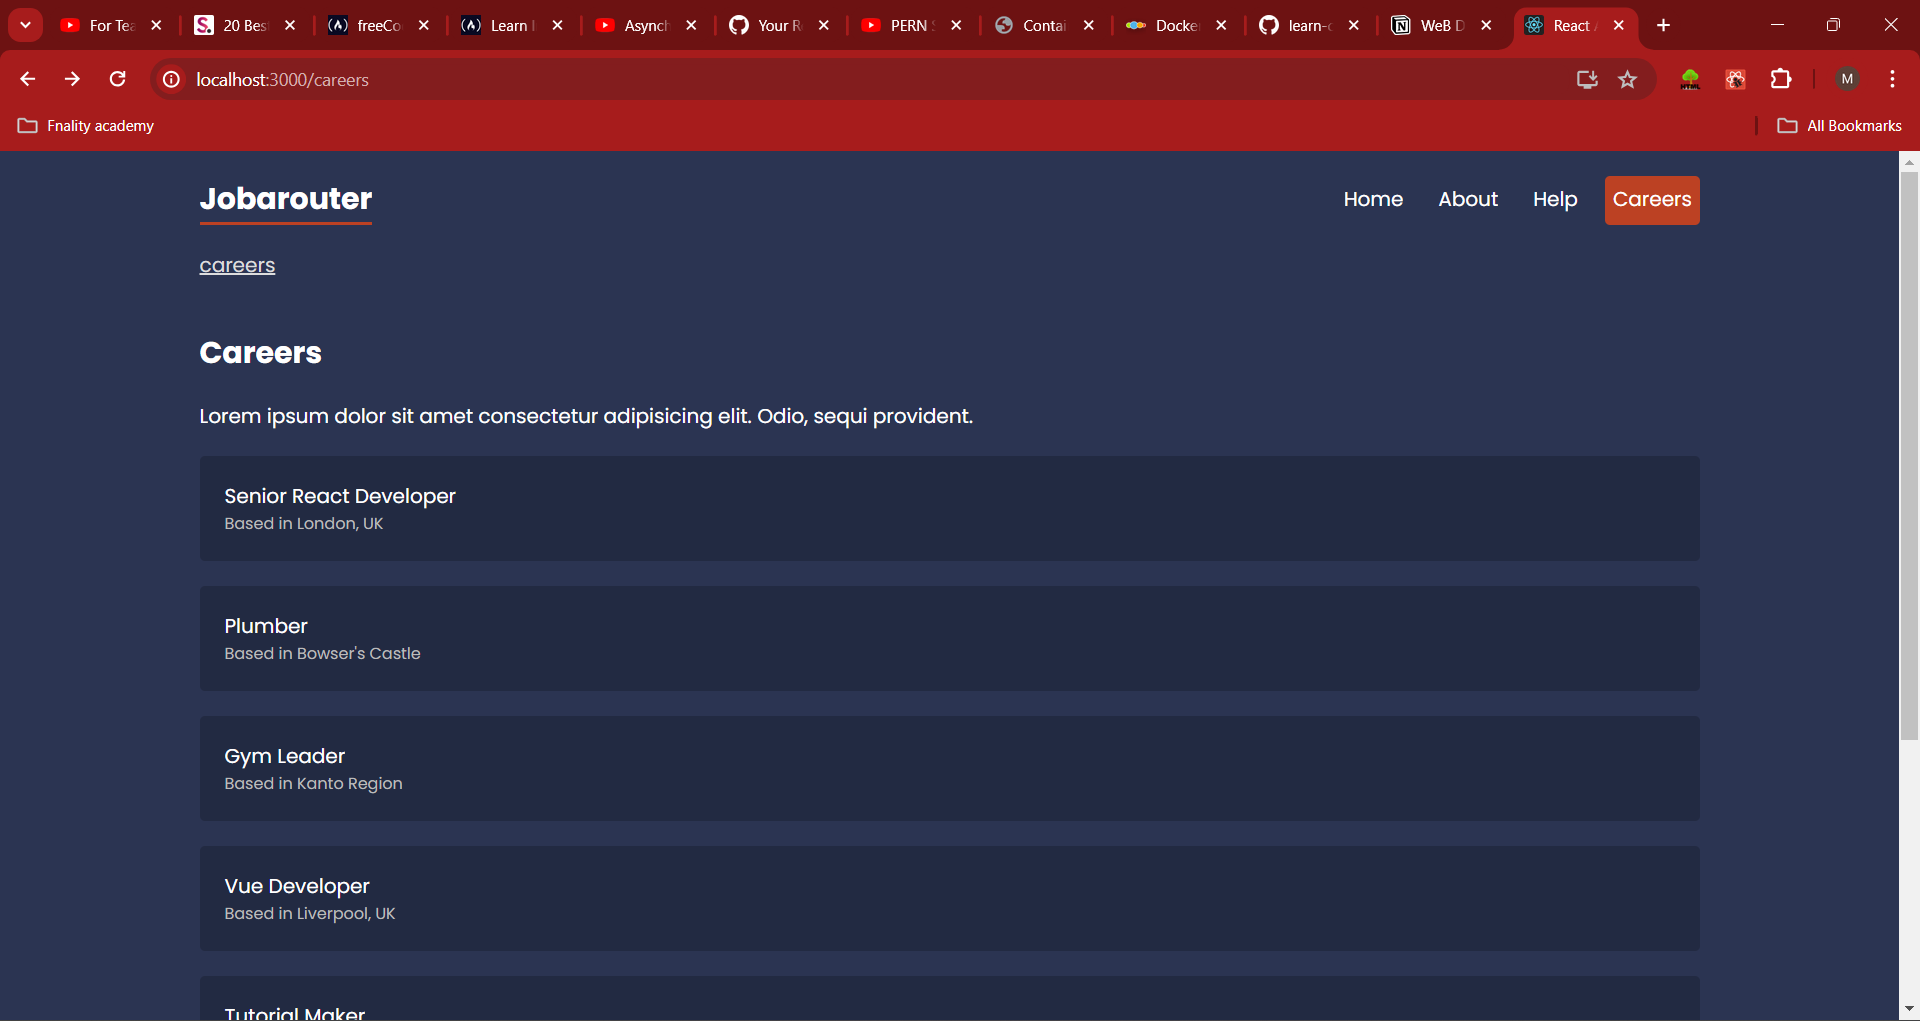 For Tea
20 Bes
freeCo
Learn
Asynch
Your R
PERN
Contai
Docke
learn-
WeB D
React
localhost:3000/careers
M
Fnality academy
All Bookmarks
Jobarouter
Home About Help Careers
careers
Careers
Lorem ipsum dolor sit amet consectetur adipisicing elit. Odio, sequi provident.
Senior React Developer
Based in London, UK
Plumber
Based in Bowser's Castle
Gym Leader
Based in Kanto Region
Vue Developer
Based in Liverpool, UK
Tutorial Maker